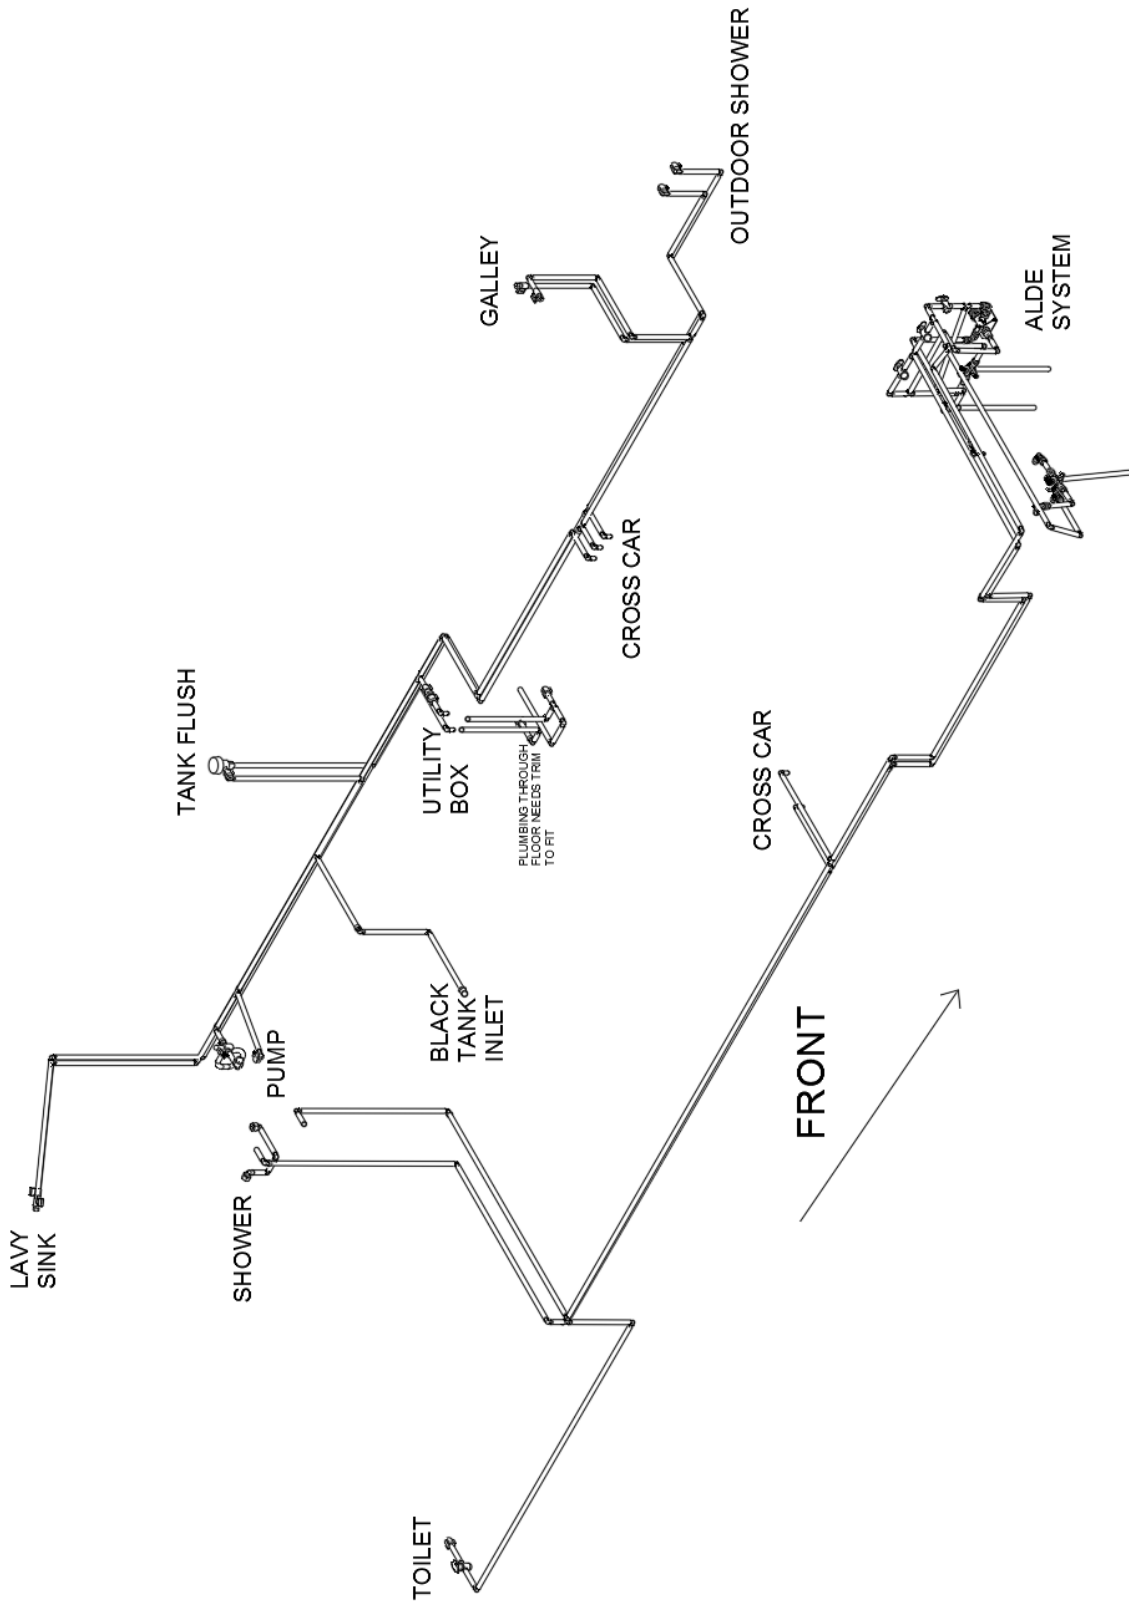 LAVY
SINK
TANK FLUSH
SHOWER
PUMP
UTILITY
BOX
GALLEY
OUTDOOR SHOWER
BLACK
TANK
INLET
PLUMBING THROUGH
FLOOR NEEDS TRIM
TO FIT
CROSS CAR
TOILET
CROSS CAR
FRONT
ALDE
SYSTEM